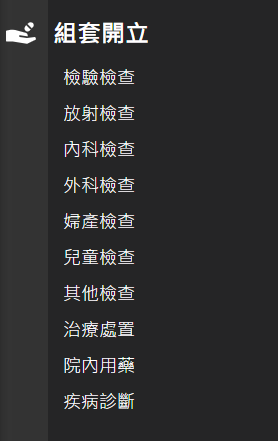 組套開立
檢驗檢查
放射檢查
內科檢查
外科檢查
婦產檢查
兒童檢查
其他檢查
治療處置
院內用藥
疾病診斷